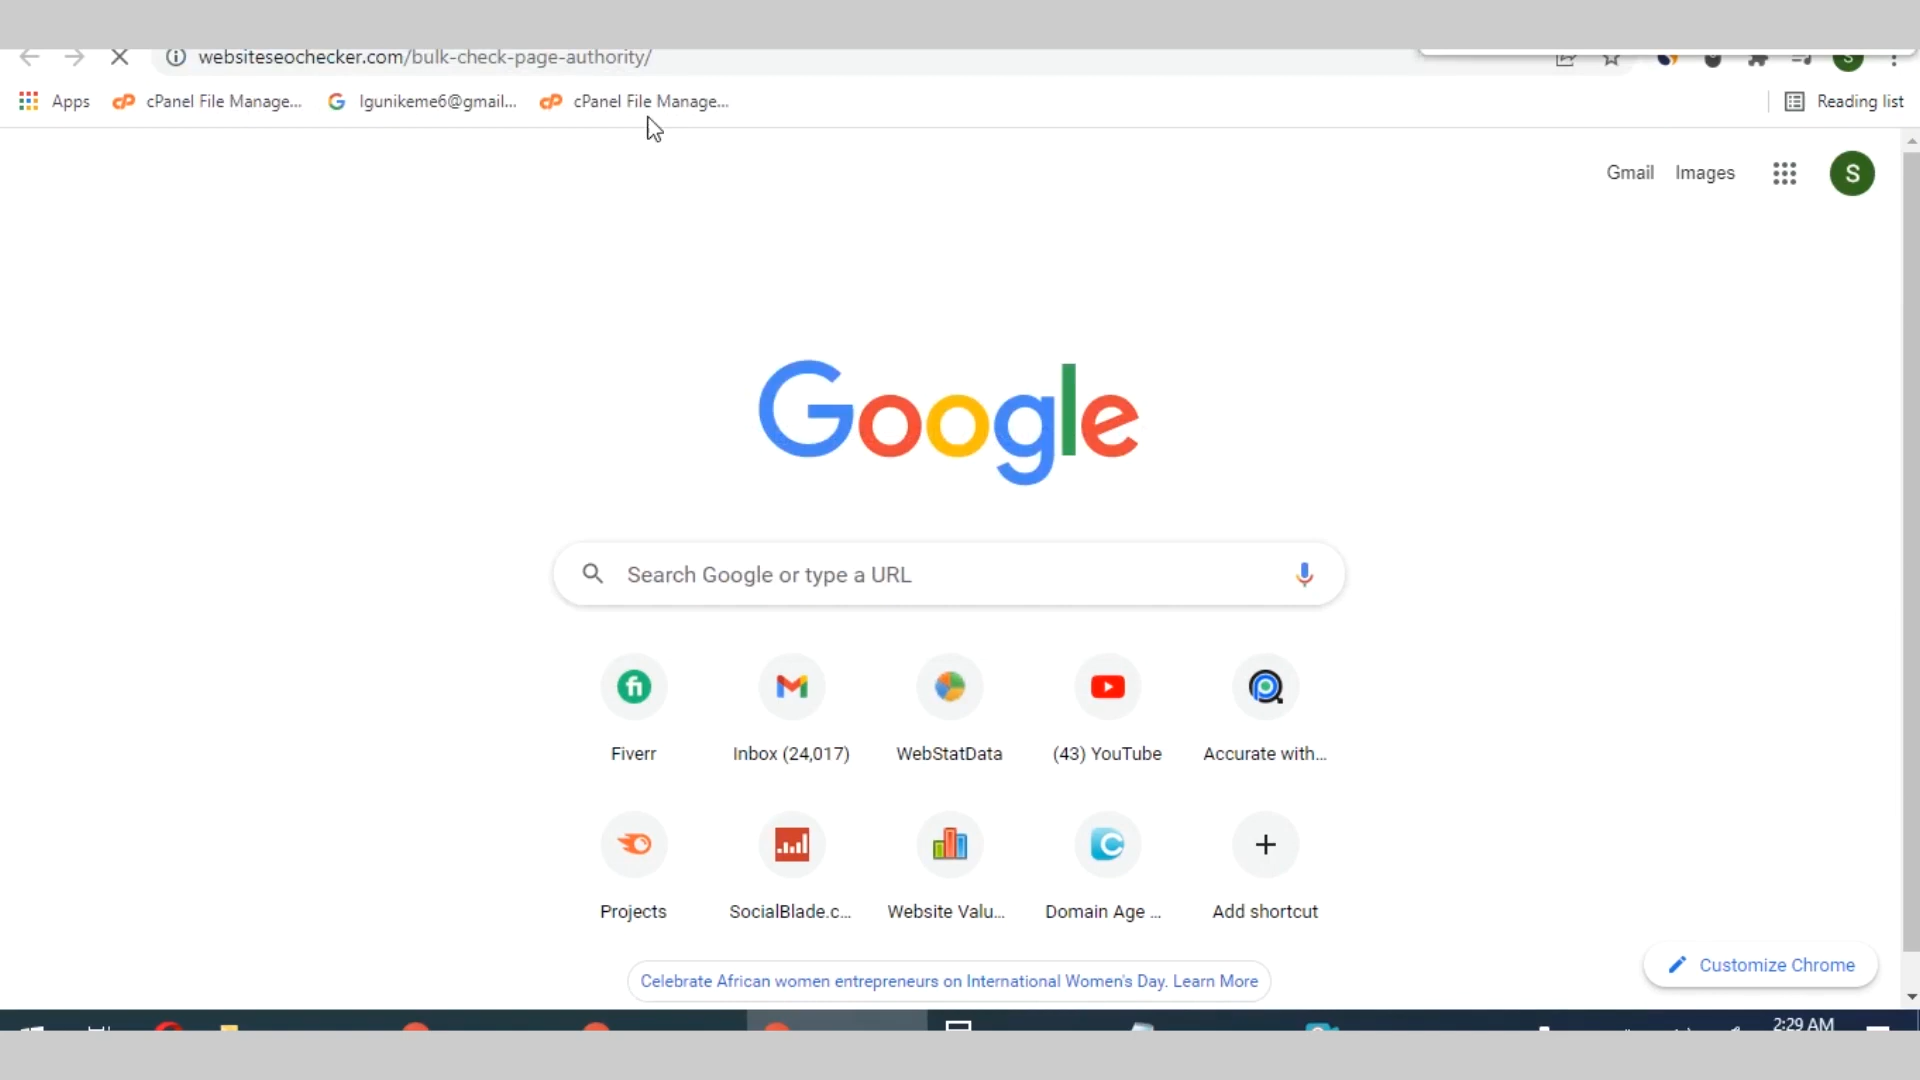 websiteseochecker.com/bulk-check-page-authority/
Apps cPanel File Manage... Igunikeme6@gmail... cPanel File Manage... Reading list
Gmail Images S
Google
Search Google or type a URL
Fiverr Inbox (24,017) WebStatData (43) YouTube Accurate with...
Projects SocialBlade.c... Website Valu... Domain Age ... Add shortcut
Customize Chrome
Celebrate African women entrepreneurs on International Women's Day. Learn More
2:29 AM